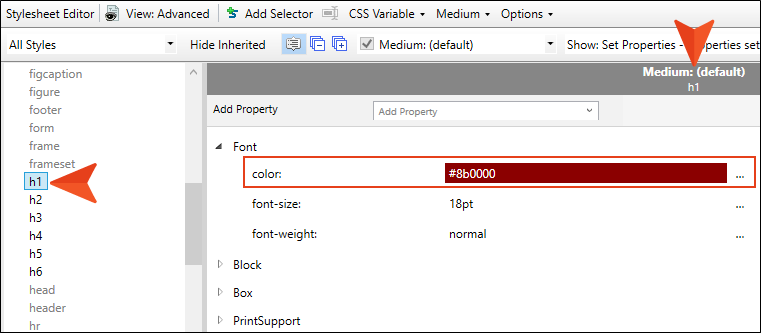 Stylesheet Editor View: Advanced Add Selector CSS Variable Medium Options
All Styles Hide Inherited Medium: (default) Show: Set Properties - Properties set
Medium: (default)
h1
figcaption
figure
footer
form
frame
frameset
h1
h2
h3
h4
h5
h6
head
header
hr
Add Property Add Property
Font
color: #8b0000 ...
font-size: 18pt ...
font-weight: normal ...
Block
Box
PrintSupport